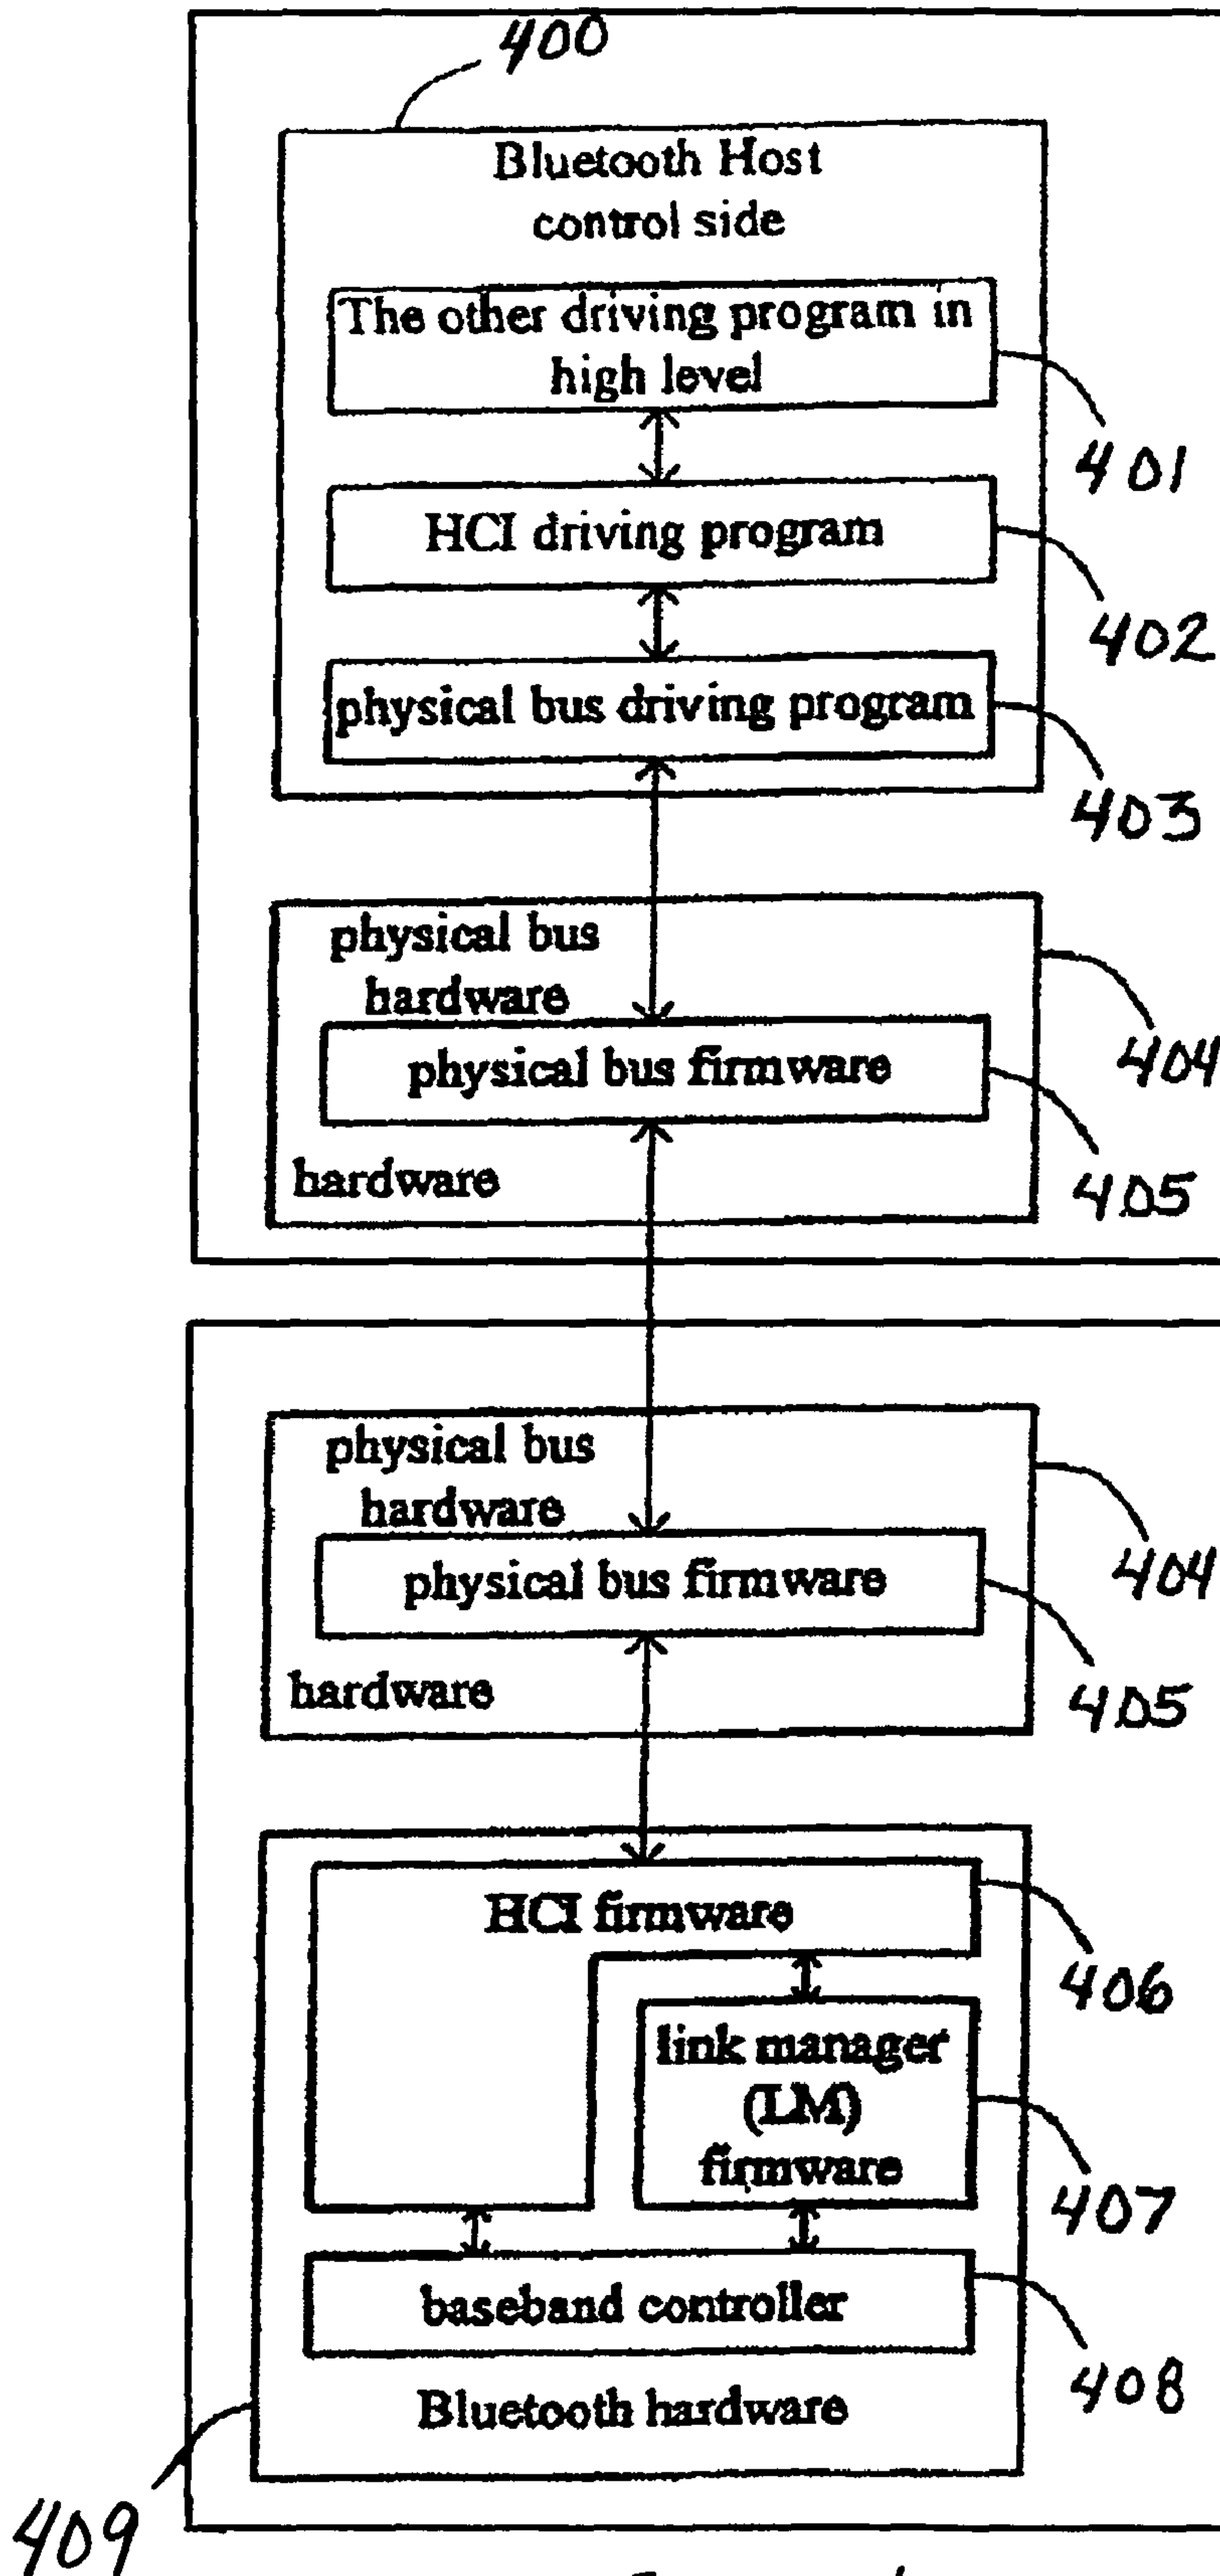 400
Bluetooth Host
control side
The other driving program in
high level
401
HCI driving program
402
physical bus driving program
403
physical bus
hardware
404
physical bus firmware
405
hardware
physical bus
hardware
404
physical bus firmware
405
hardware
HCI firmware
406
link manager
(LM)
firmware
407
baseband controller
408
Bluetooth hardware
409